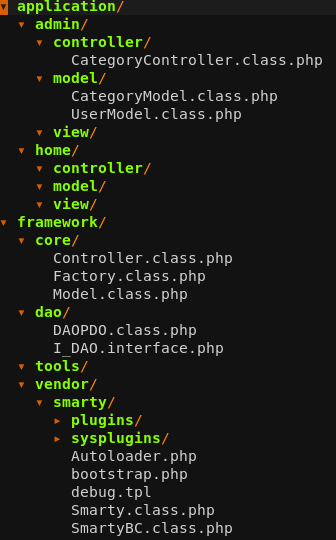 application/
admin/
controller/
CategoryController.class.php
model/
CategoryModel.class.php
UserModel.class.php
view/
home/
controller/
model/
view/
framework/
core/
Controller.class.php
Factory.class.php
Model.class.php
dao/
DAOPDO.class.php
I_DAO.interface.php
tools/
vendor/
smarty/
plugins/
sysplugins/
Autoloader.php
bootstrap.php
debug.tpl
Smarty.class.php
SmartyBC.class.php